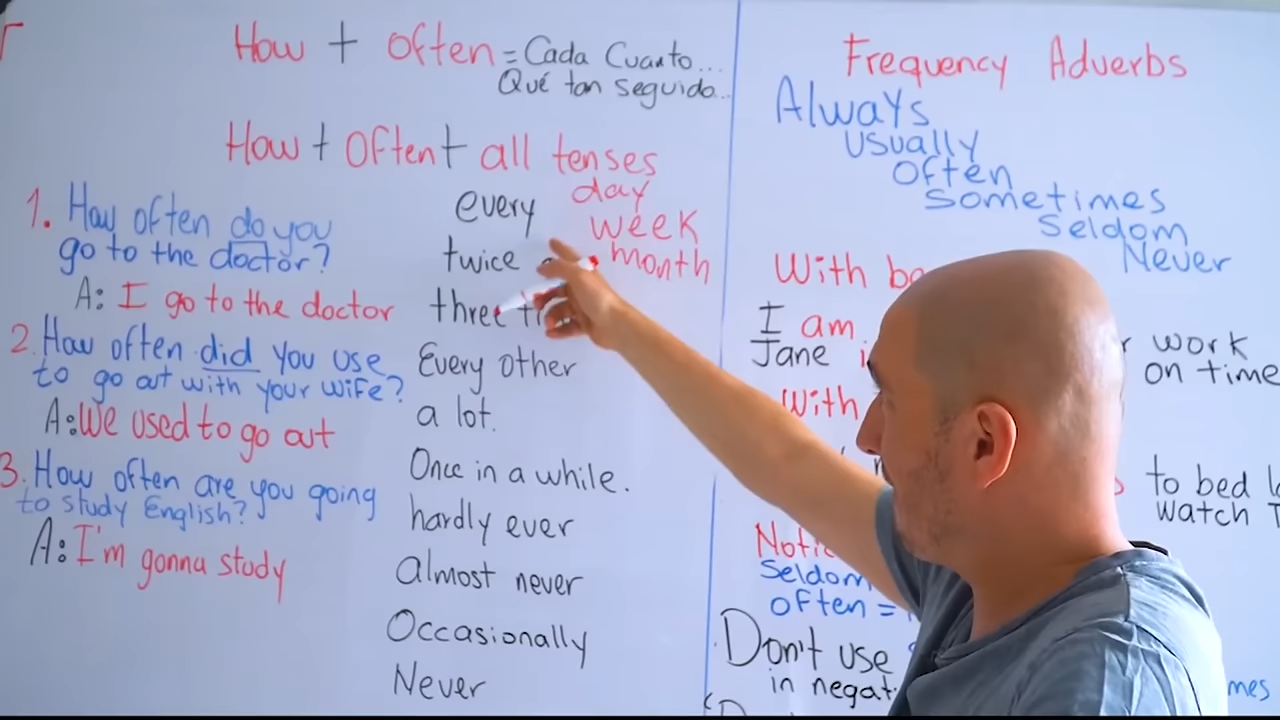 How + often = Cada Cuanto...
Qué tan seguido...
How + Often + all tenses
1. How often do you
go to the doctor?
A: I go to the doctor
2. How often did you use
to go out with your wife?
A: We used to go out
3. How often are you going
to study English?
A: I'm gonna study
every
twice
three
Every other
a lot.
Once in a while.
hardly ever
almost never
Occasionally
Never
day
week
month
Frequency Adverbs
Always
usually
Often
Sometimes
Seldom
Never
With
I am
Jane
work
on time
With
to bed
watch
Seldom
often =
Don't use
in